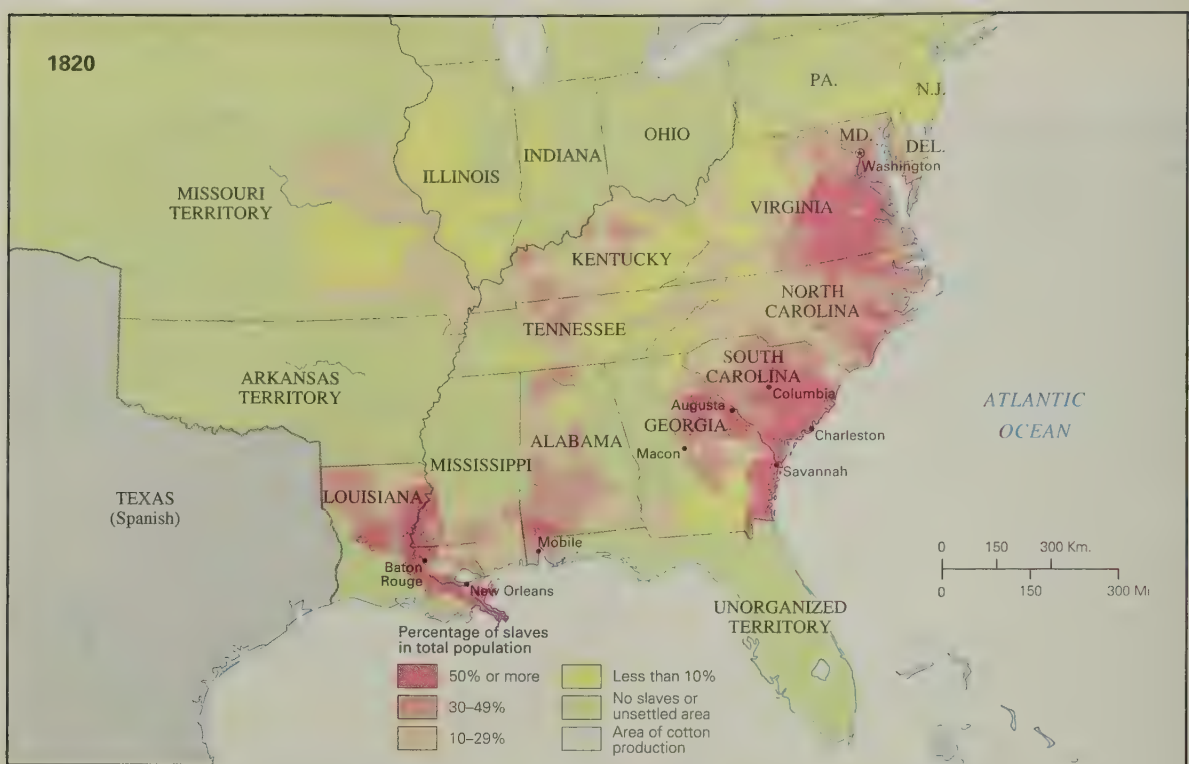 1820
PA.
N.J.
OHIO
MD.
DEL.
INDIANA
Washington
ILLINOIS
MISSOURI
TERRITORY
VIRGINIA
KENTUCKY
NORTH
CAROLINA
TENNESSEE
SOUTH
CAROLINA
ARKANSAS
TERRITORY
Columbia
Augusta
ATLANTIC
OCEAN
GEORGIA
Charleston
ALABAMA
Macon
MISSISSIPPI
Savannah
LOUISIANA
TEXAS
(Spanish)
Mobile
0 150 300 Km.
Baton
Rouge
New Orleans
0 150 300 Mi
UNORGANIZED
TERRITORY
Percentage of slaves
in total population
50% or more
30–49%
10–29%
Less than 10%
No slaves or
unsettled area
Area of cotton
production